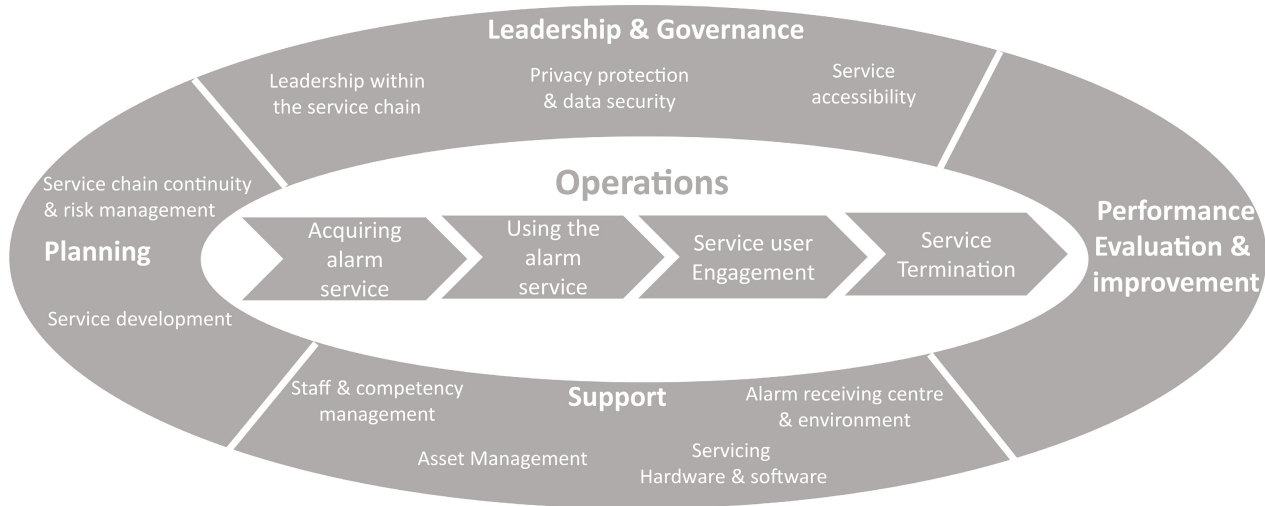 Leadership & Governance
Leadership within
the service chain
Privacy protection
& data security
Service
accessibility
Service chain continuity
& risk management
Planning
Service development
Operations
Acquiring
alarm
service
Using the
alarm
service
Service user
Engagement
Service
Termination
Performance
Evaluation &
improvement
Support
Staff & competency
management
Asset Management
Servicing
Hardware & software
Alarm receiving centre
& environment